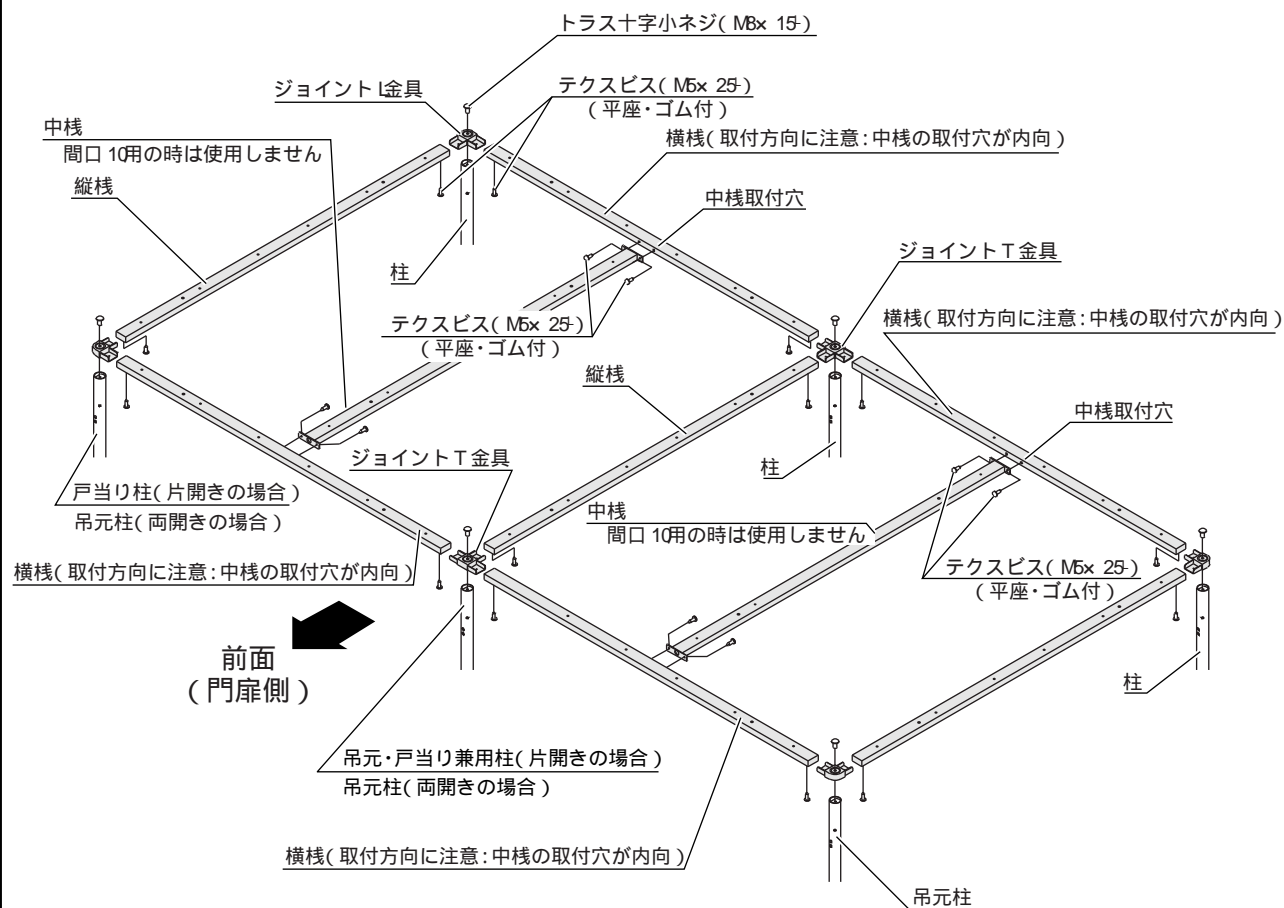 トラス十字小ネジ( M8× 15ℓ)
ジョイントL金具
テクスビス( M5× 25ℓ)
(平座・ゴム付)
中桟
間口 10用の時は使用しません
横桟(取付方向に注意:中桟の取付穴が内向)
縦桟
中桟取付穴
ジョイントT金具
柱
テクスビス( M5× 25ℓ)
(平座・ゴム付)
横桟(取付方向に注意:中桟の取付穴が内向)
縦桟
中桟取付穴
ジョイントT金具
柱
戸当り柱(片開きの場合)
吊元柱(両開きの場合)
中桟
間口 10用の時は使用しません
横桟(取付方向に注意:中桟の取付穴が内向)
テクスビス( M5× 25ℓ)
(平座・ゴム付)
前面
(門扉側)
柱
吊元・戸当り兼用柱(片開きの場合)
吊元柱(両開きの場合)
横桟(取付方向に注意:中桟の取付穴が内向)
吊元柱